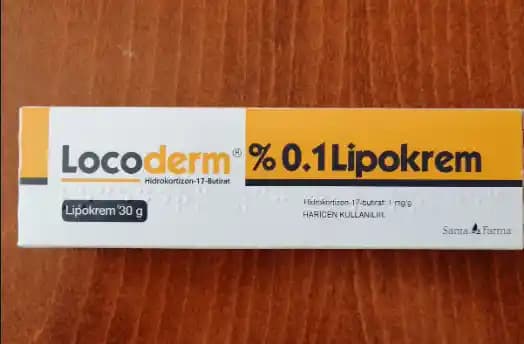 Locoderm® % 0.1 Lipokrem
Hidrokortizon-17-Butirat
Lipokrem 30 g
Hidrokortizon-17-butirat 1 mg/g
HARİCEN KULLANILIR.
Santa Farma